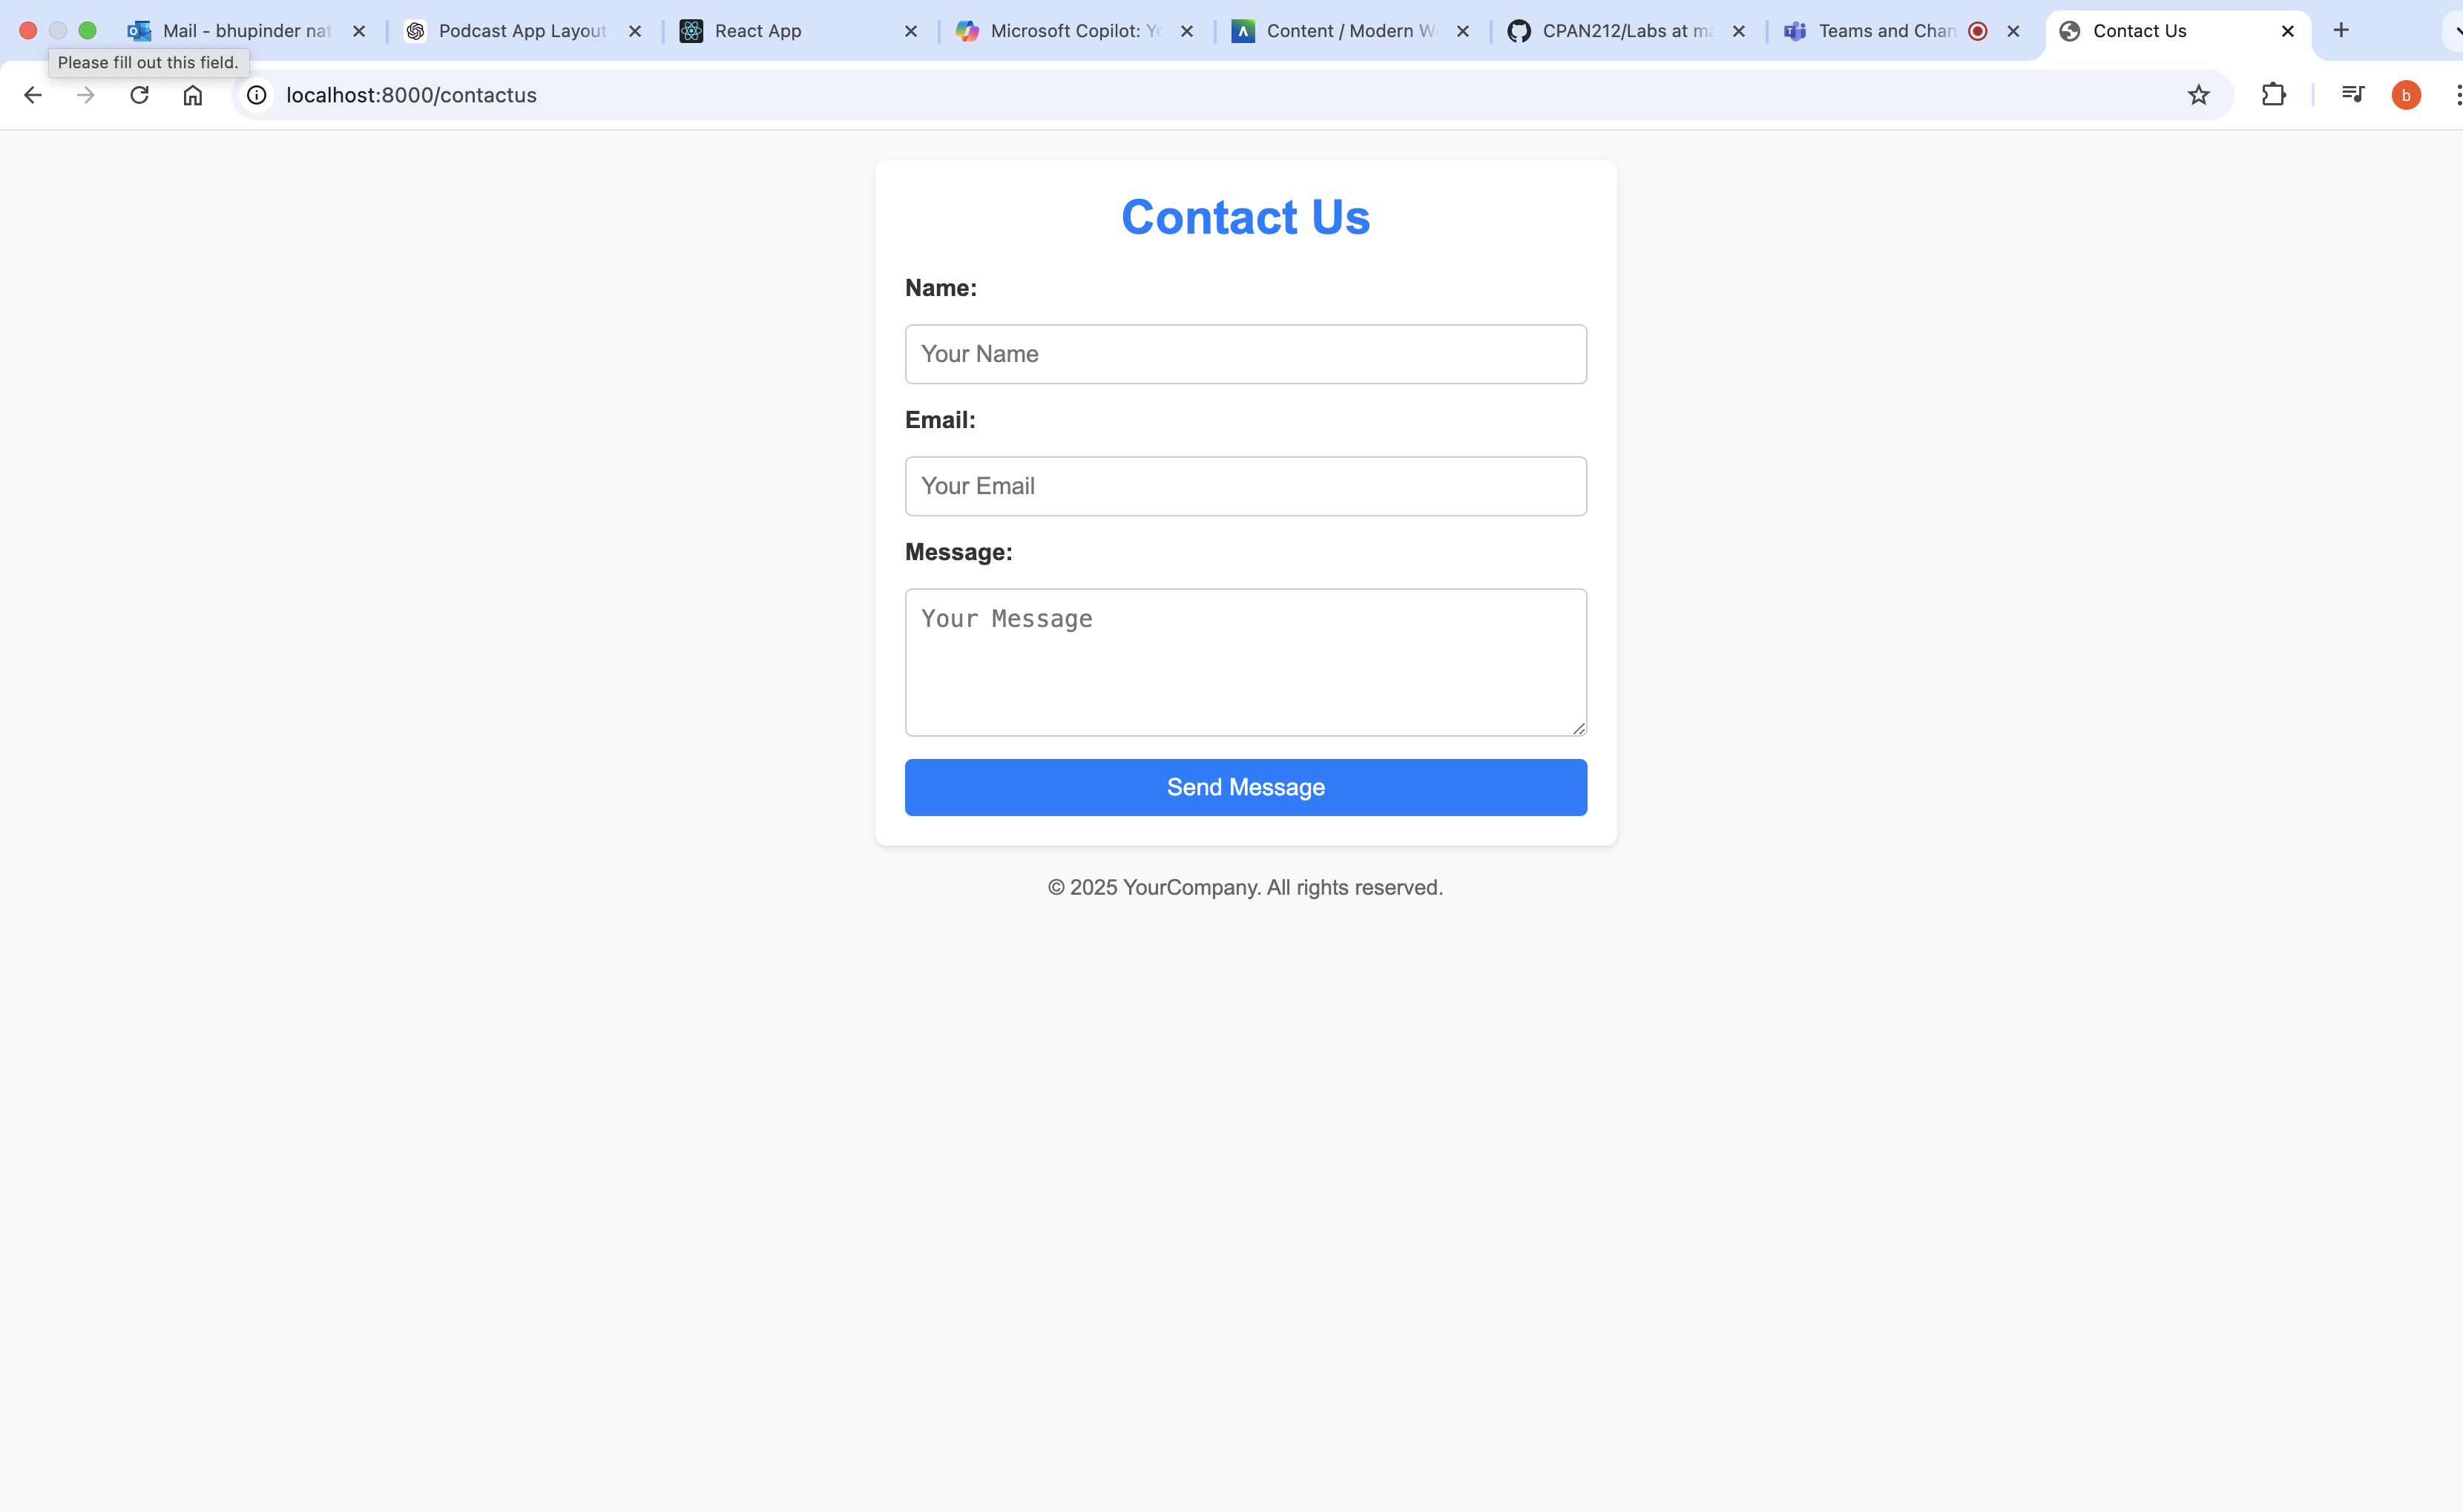 Mail - bhupinder nat
Podcast App Layout
React App
Microsoft Copilot: Yo
Content / Modern W
CPAN212/Labs at ma
Teams and Chan
Contact Us
Please fill out this field.
localhost:8000/contactus
b
Contact Us
Name:
Your Name
Email:
Your Email
Message:
Your Message
Send Message
© 2025 YourCompany. All rights reserved.